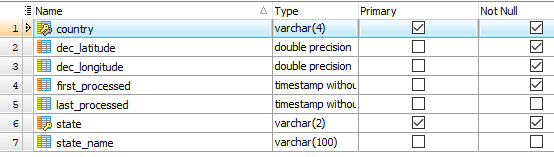 Name Type Primary Not Null
1 country varchar(4)
2 dec_latitude double precision
3 dec_longitude double precision
4 first_processed timestamp withou
5 last_processed timestamp withou
6 state varchar(2)
7 state_name varchar(100)